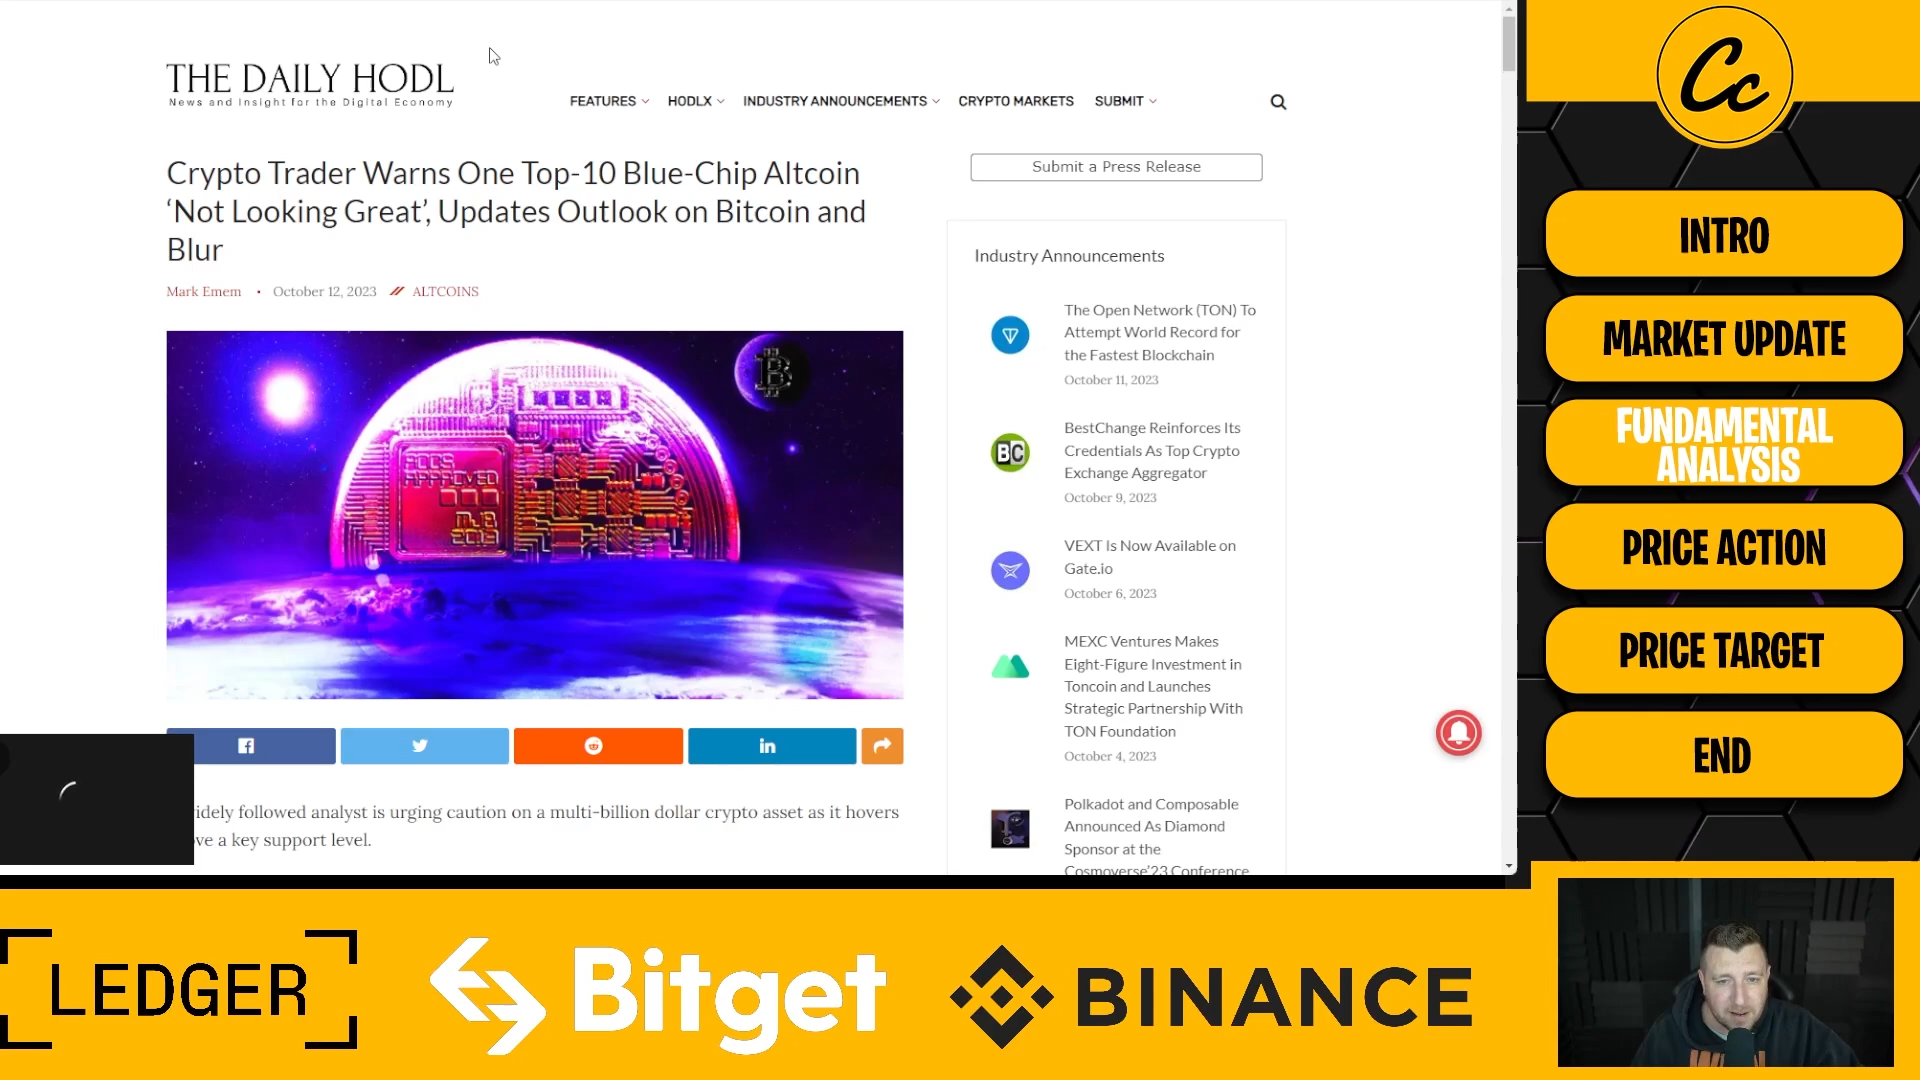 THE DAILY HODL
News and Insight for the Digital Economy
FEATURES HODLX INDUSTRY ANNOUNCEMENTS CRYPTO MARKETS SUBMIT
Crypto Trader Warns One Top-10 Blue-Chip Altcoin
‘Not Looking Great’, Updates Outlook on Bitcoin and
Blur
Mark Emem • October 12, 2023 ALTCOINS
idely followed analyst is urging caution on a multi-billion dollar crypto asset as it hovers
ve a key support level.
Submit a Press Release
Industry Announcements
The Open Network (TON) To
Attempt World Record for
the Fastest Blockchain
October 11, 2023
BC
BestChange Reinforces Its
Credentials As Top Crypto
Exchange Aggregator
October 9, 2023
VEXT Is Now Available on
Gate.io
October 6, 2023
MEXC Ventures Makes
Eight-Figure Investment in
Toncoin and Launches
Strategic Partnership With
TON Foundation
October 4, 2023
Polkadot and Composable
Announced As Diamond
Sponsor at the
Cosmoverse’23 Conference
Cc
INTRO
MARKET UPDATE
FUNDAMENTAL
ANALYSIS
PRICE ACTION
PRICE TARGET
END
LEDGER
Bitget
BINANCE